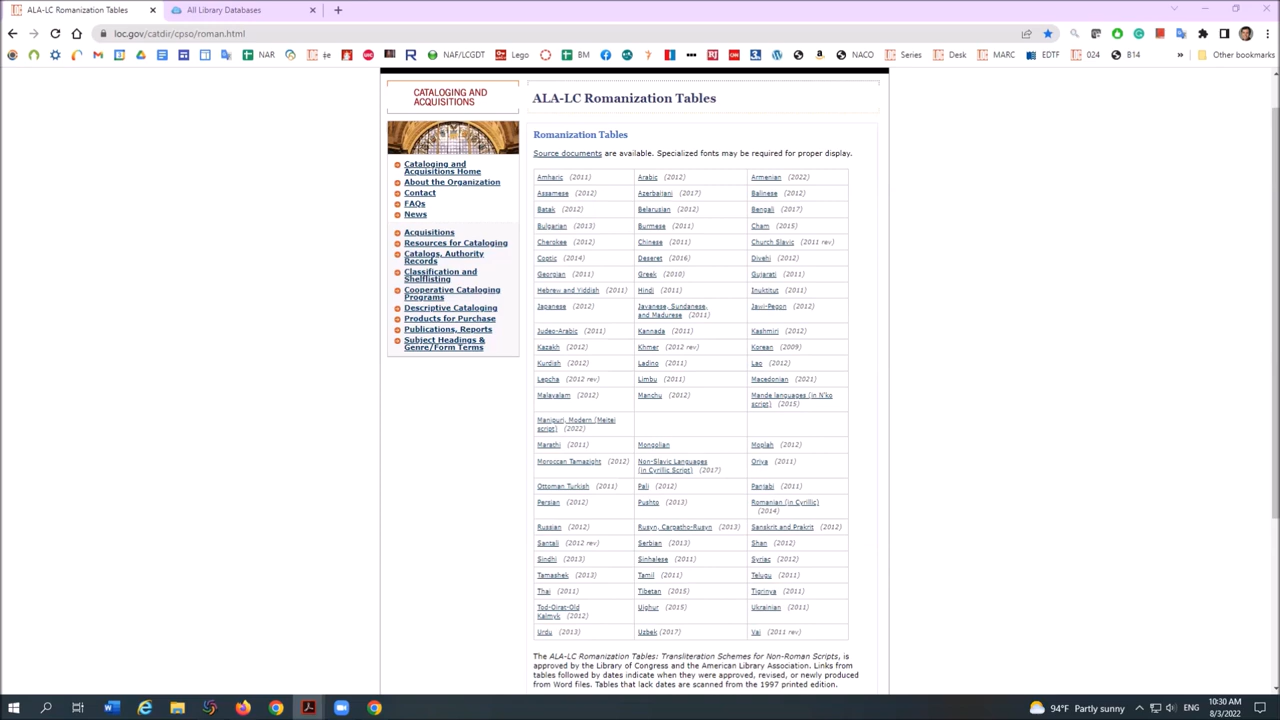 ALA-LC Romanization Tables
All Library Databases
loc.gov/catdir/cpso/roman.html
NAR
NAF/LCGDT
Lego
BM
NACO
Series
Desk
MARC
EDTF
024
B14
Other bookmarks
CATALOGING AND
ACQUISITIONS
Cataloging and
Acquisitions Home
About the Organization
Contact
FAQs
News
Acquisitions
Resources for Cataloging
Catalogs, Authority
Records
Classification and
Shelflisting
Cooperative Cataloging
Programs
Descriptive Cataloging
Products for Purchase
Publications, Reports
Subject Headings &
Genre/Form Terms
ALA-LC Romanization Tables
Romanization Tables
Source documents are available. Specialized fonts may be required for proper display.
Amharic (2011) Arabic (2012) Armenian (2022)
Assamese (2012) Azerbaijani (2017) Balinese (2012)
Batak (2012) Belarusian (2012) Bengali (2017)
Bulgarian (2013) Burmese (2011) Cham (2015)
Cherokee (2012) Chinese (2011) Church Slavic (2011 rev)
Coptic (2014) Deseret (2016) Divehi (2012)
Georgian (2011) Greek (2010) Gujarati (2011)
Hebrew and Yiddish (2011) Hindi (2011) Inuktitut (2011)
Japanese (2012) Javanese, Sundanese, Jawi-Pegon (2012)
and Madurese (2011)
Judeo-Arabic (2011) Kannada (2011) Kashmiri (2012)
Kazakh (2012) Khmer (2012 rev) Korean (2009)
Kurdish (2012) Ladino (2011) Lao (2012)
Lepcha (2012 rev) Limbu (2011) Macedonian (2021)
Malayalam (2012) Manchu (2012) Mande languages (in N'ko
script) (2015)
Manipuri, Modern (Meitei
script) (2022)
Marathi (2011) Mongolian Moplah (2012)
Moroccan Tamazight (2012) Non-Slavic Languages Oriya (2011)
(in Cyrillic Script) (2017)
Ottoman Turkish (2011) Pali (2012) Panjabi (2011)
Persian (2012) Pushto (2013) Romanian (in Cyrillic)
(2014)
Russian (2012) Rusyn, Carpatho-Rusyn (2013) Sanskrit and Prakrit (2012)
Santali (2012 rev) Serbian (2013) Shan (2012)
Sindhi (2013) Sinhalese (2011) Syriac (2012)
Tamashek (2013) Tamil (2011) Telugu (2011)
Thai (2011) Tibetan (2015) Tigrinya (2011)
Tod-Oirat-Old Uighur (2015) Ukrainian (2011)
Kalmyk (2012)
Urdu (2013) Uzbek (2017) Vai (2011 rev)
The ALA-LC Romanization Tables: Transliteration Schemes for Non-Roman Scripts, is
approved by the Library of Congress and the American Library Association. Links from
tables followed by dates indicate when they were approved, revised, or newly produced
from Word files. Tables that lack dates are scanned from the 1997 printed edition.
94°F Partly sunny
ENG
10:30 AM
8/3/2022